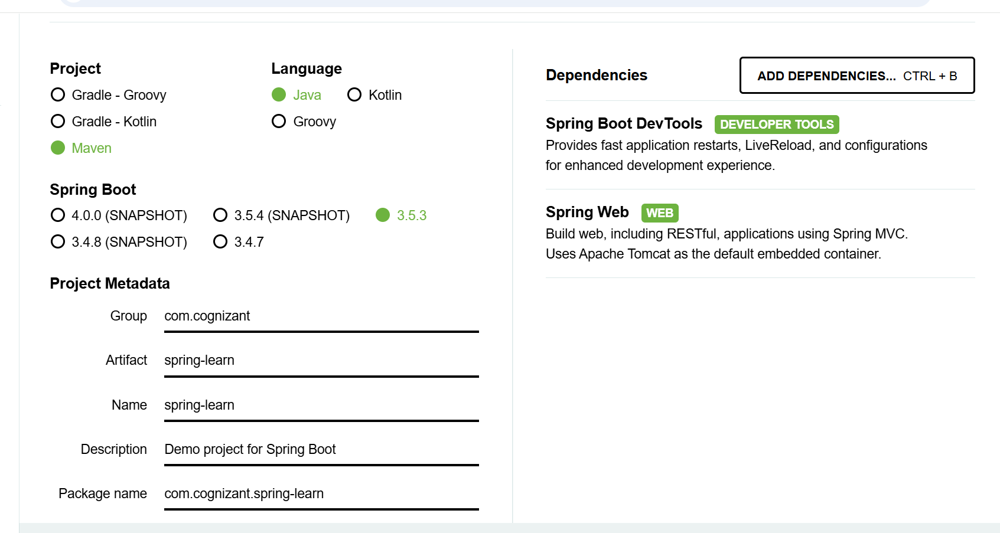 Project
Gradle - Groovy
Gradle - Kotlin
Maven
Language
Java
Kotlin
Groovy
Spring Boot
4.0.0 (SNAPSHOT)
3.5.4 (SNAPSHOT)
3.5.3
3.4.8 (SNAPSHOT)
3.4.7
Project Metadata
Group com.cognizant
Artifact spring-learn
Name spring-learn
Description Demo project for Spring Boot
Package name com.cognizant.spring-learn
Dependencies
ADD DEPENDENCIES... CTRL + B
Spring Boot DevTools DEVELOPER TOOLS
Provides fast application restarts, LiveReload, and configurations
for enhanced development experience.
Spring Web WEB
Build web, including RESTful, applications using Spring MVC.
Uses Apache Tomcat as the default embedded container.